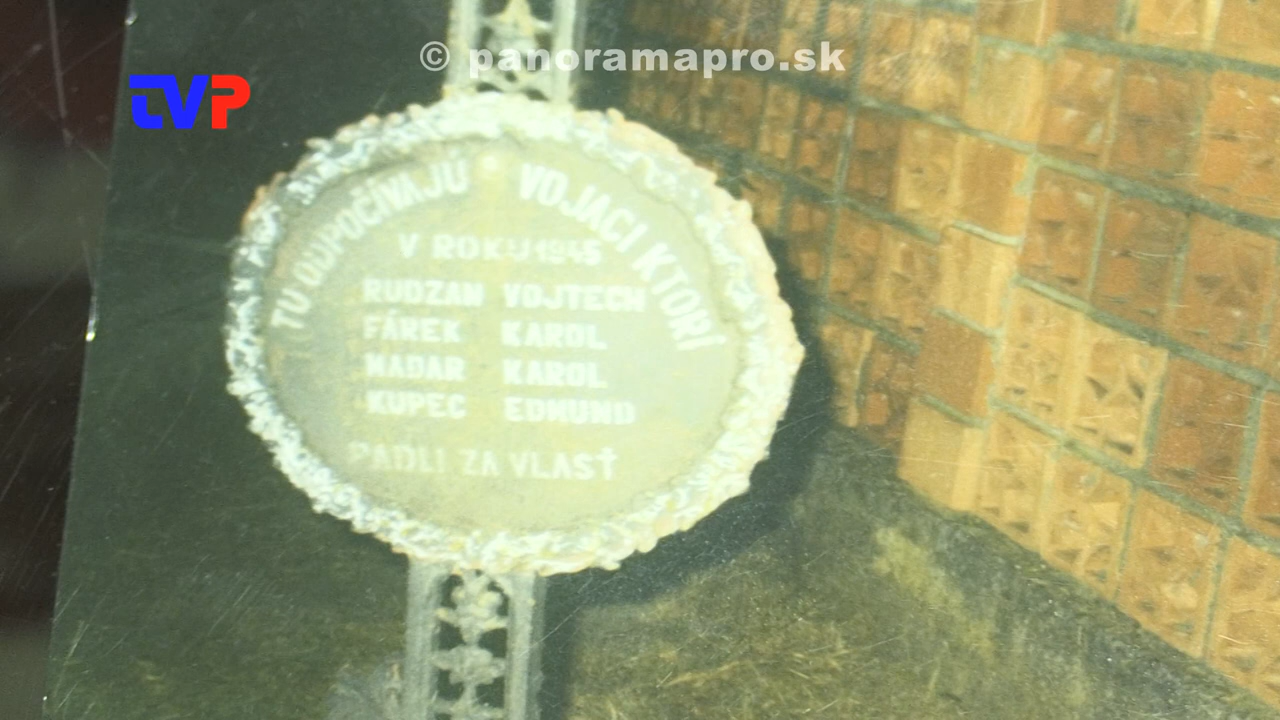 © panoramapro.sk
TVP
TU ODPOČÍVAJÚ VOJACI KTORÍ
V ROKU 1945
RUDZAN VOJTECH
FÁREK KAROL
MADAR KAROL
KUPEC EDMUND
PADLI ZA VLASŤ